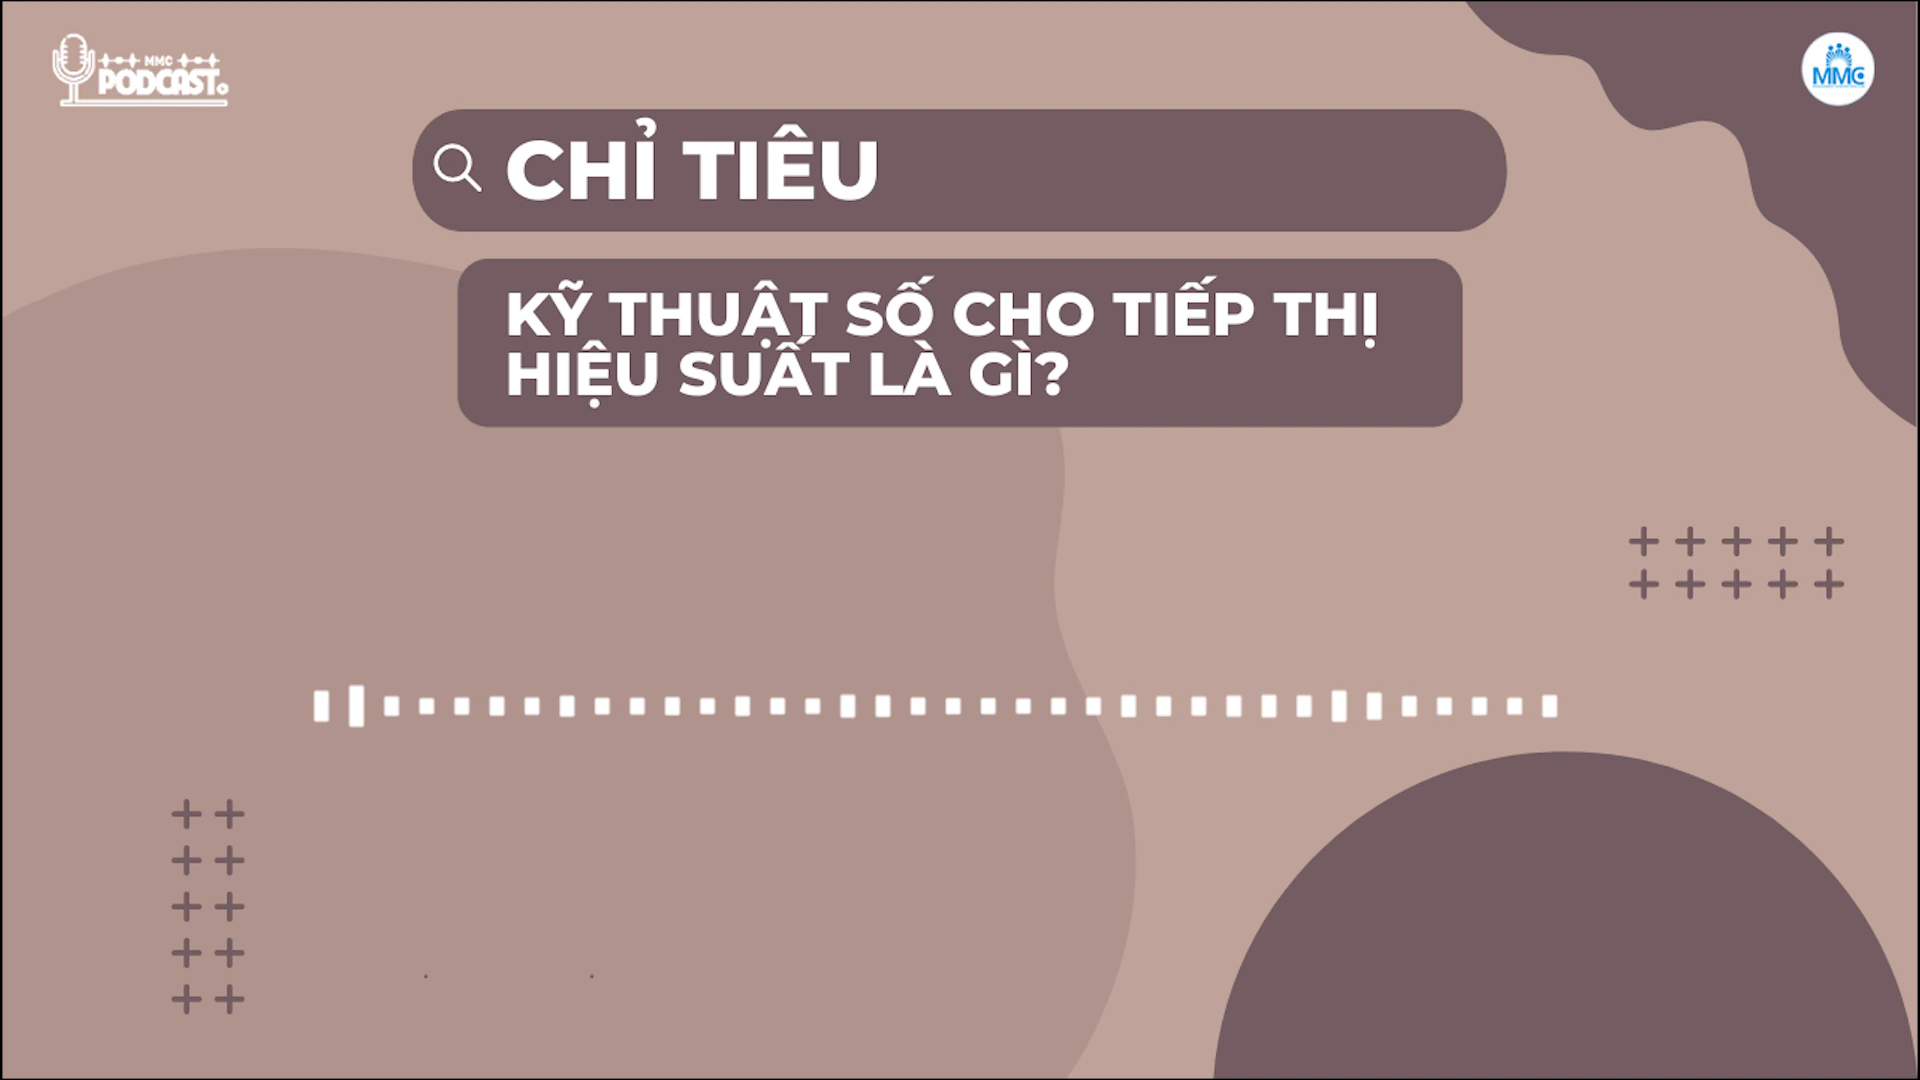 MMC
PODCAST
MMC
CHỈ TIÊU
KỸ THUẬT SỐ CHO TIẾP THỊ
HIỆU SUẤT LÀ GÌ?